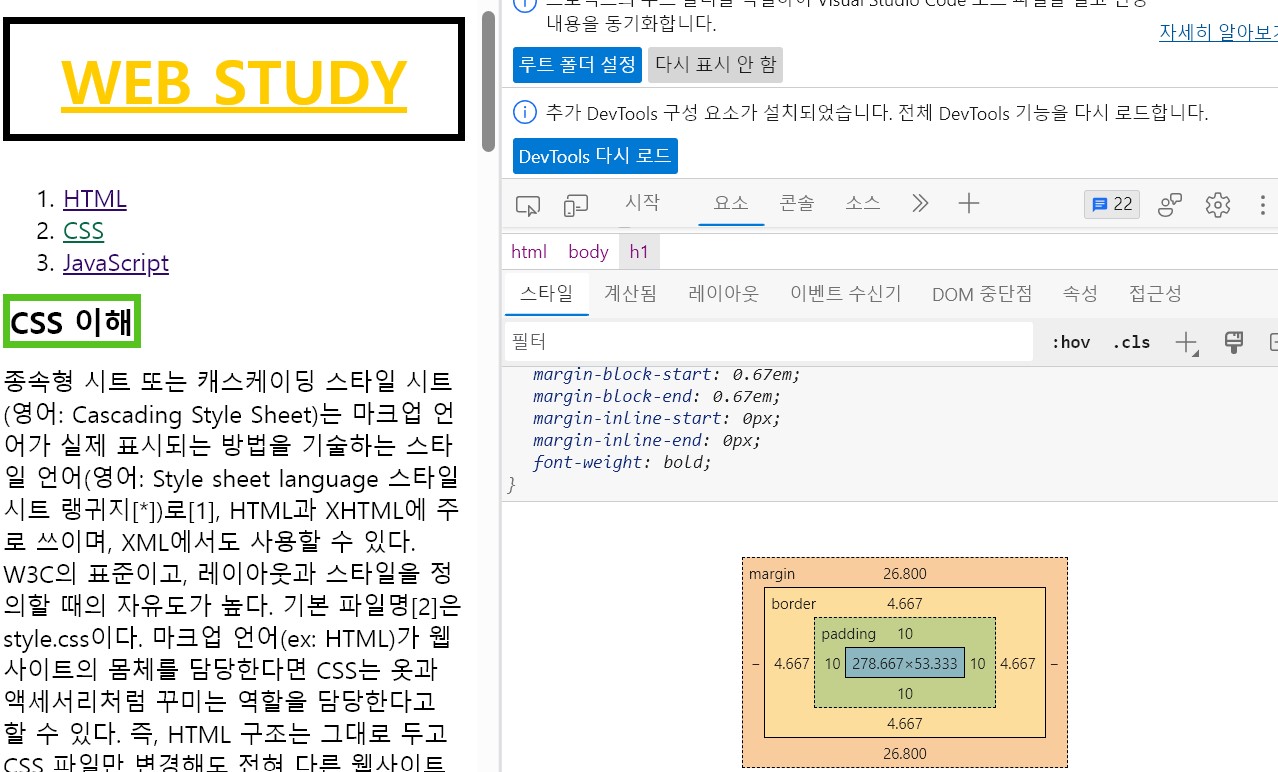 WEB STUDY
1. HTML
2. CSS
3. JavaScript
CSS 이해
종속형 시트 또는 캐스케이딩 스타일 시트
(영어: Cascading Style Sheet)는 마크업 언
어가 실제 표시되는 방법을 기술하는 스타
일 언어(영어: Style sheet language 스타일
시트 랭귀지[*])로[1], HTML과 XHTML에 주
로 쓰이며, XML에서도 사용할 수 있다.
W3C의 표준이고, 레이아웃과 스타일을 정
의할 때의 자유도가 높다. 기본 파일명[2]은
style.css이다. 마크업 언어(ex: HTML)가 웹
사이트의 몸체를 담당한다면 CSS는 옷과
액세서리처럼 꾸미는 역할을 담당한다고
할 수 있다. 즉, HTML 구조는 그대로 두고
CSS 파일만 변경해도 전혀 다른 웹사이트
Visual Studio Code
내용을 동기화합니다.
자세히 알아보기
루트 폴더 설정 다시 표시 안 함
추가 DevTools 구성 요소가 설치되었습니다. 전체 DevTools 기능을 다시 로드합니다.
DevTools 다시 로드
시작 요소 콘솔 소스 22
html body h1
스타일 계산됨 레이아웃 이벤트 수신기 DOM 중단점 속성 접근성
필터 :hov .cls
margin-block-start: 0.67em;
margin-block-end: 0.67em;
margin-inline-start: 0px;
margin-inline-end: 0px;
font-weight: bold;
}
margin 26.800
border 4.667
padding 10
– 4.667 10 278.667×53.333 10 4.667 –
10
4.667
26.800